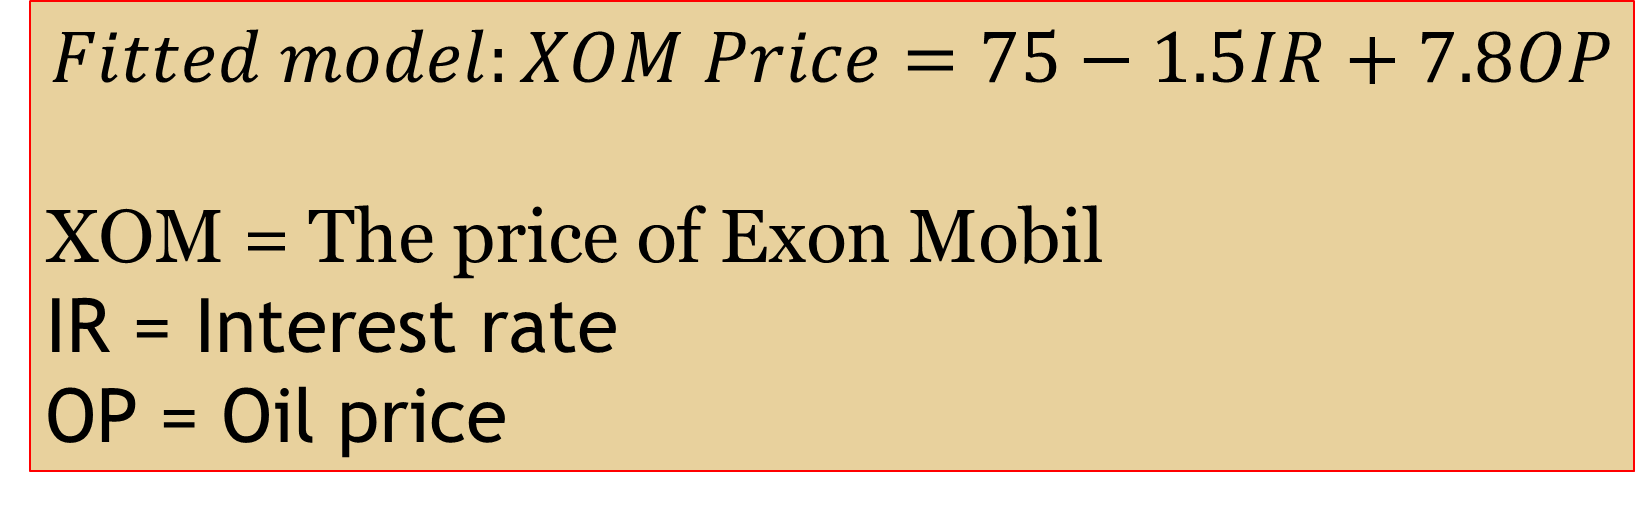 Fitted model: XOM Price = 75 − 1.5IR + 7.8OP
XOM = The price of Exon Mobil
IR = Interest rate
OP = Oil price